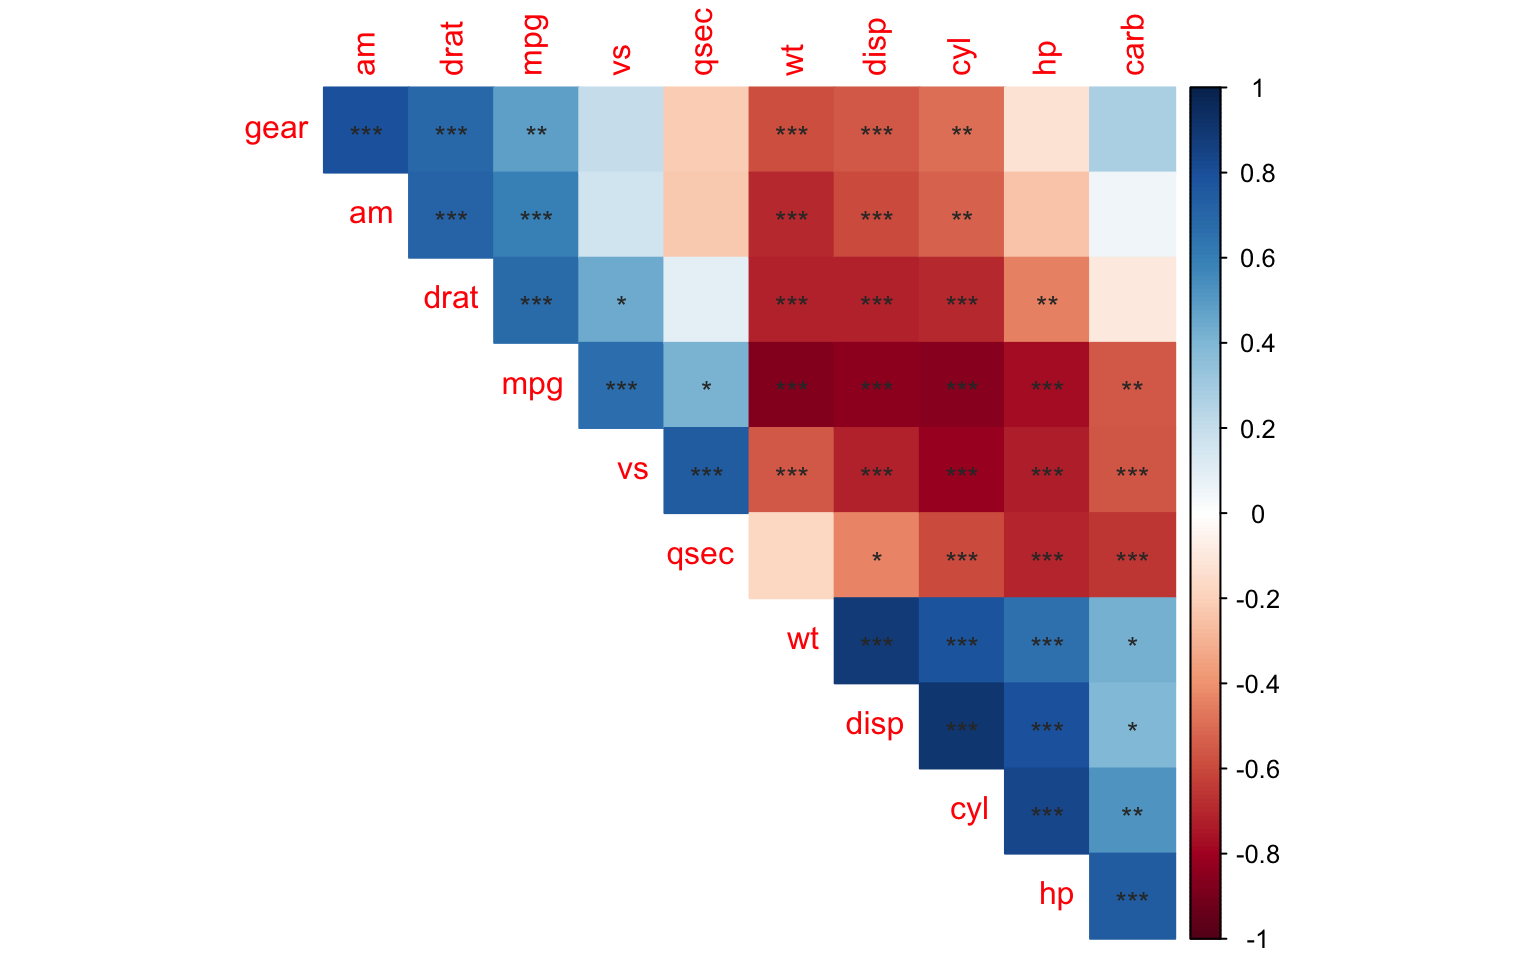 am drat mpg vs qsec wt disp cyl hp carb
gear *** *** ** *** *** **
am *** *** *** *** **
drat *** * *** *** *** **
mpg *** * *** *** *** *** **
vs *** *** *** *** *** ***
qsec * *** *** ***
wt *** *** *** *
disp *** *** *
cyl *** **
hp ***
1
0.8
0.6
0.4
0.2
0
-0.2
-0.4
-0.6
-0.8
-1